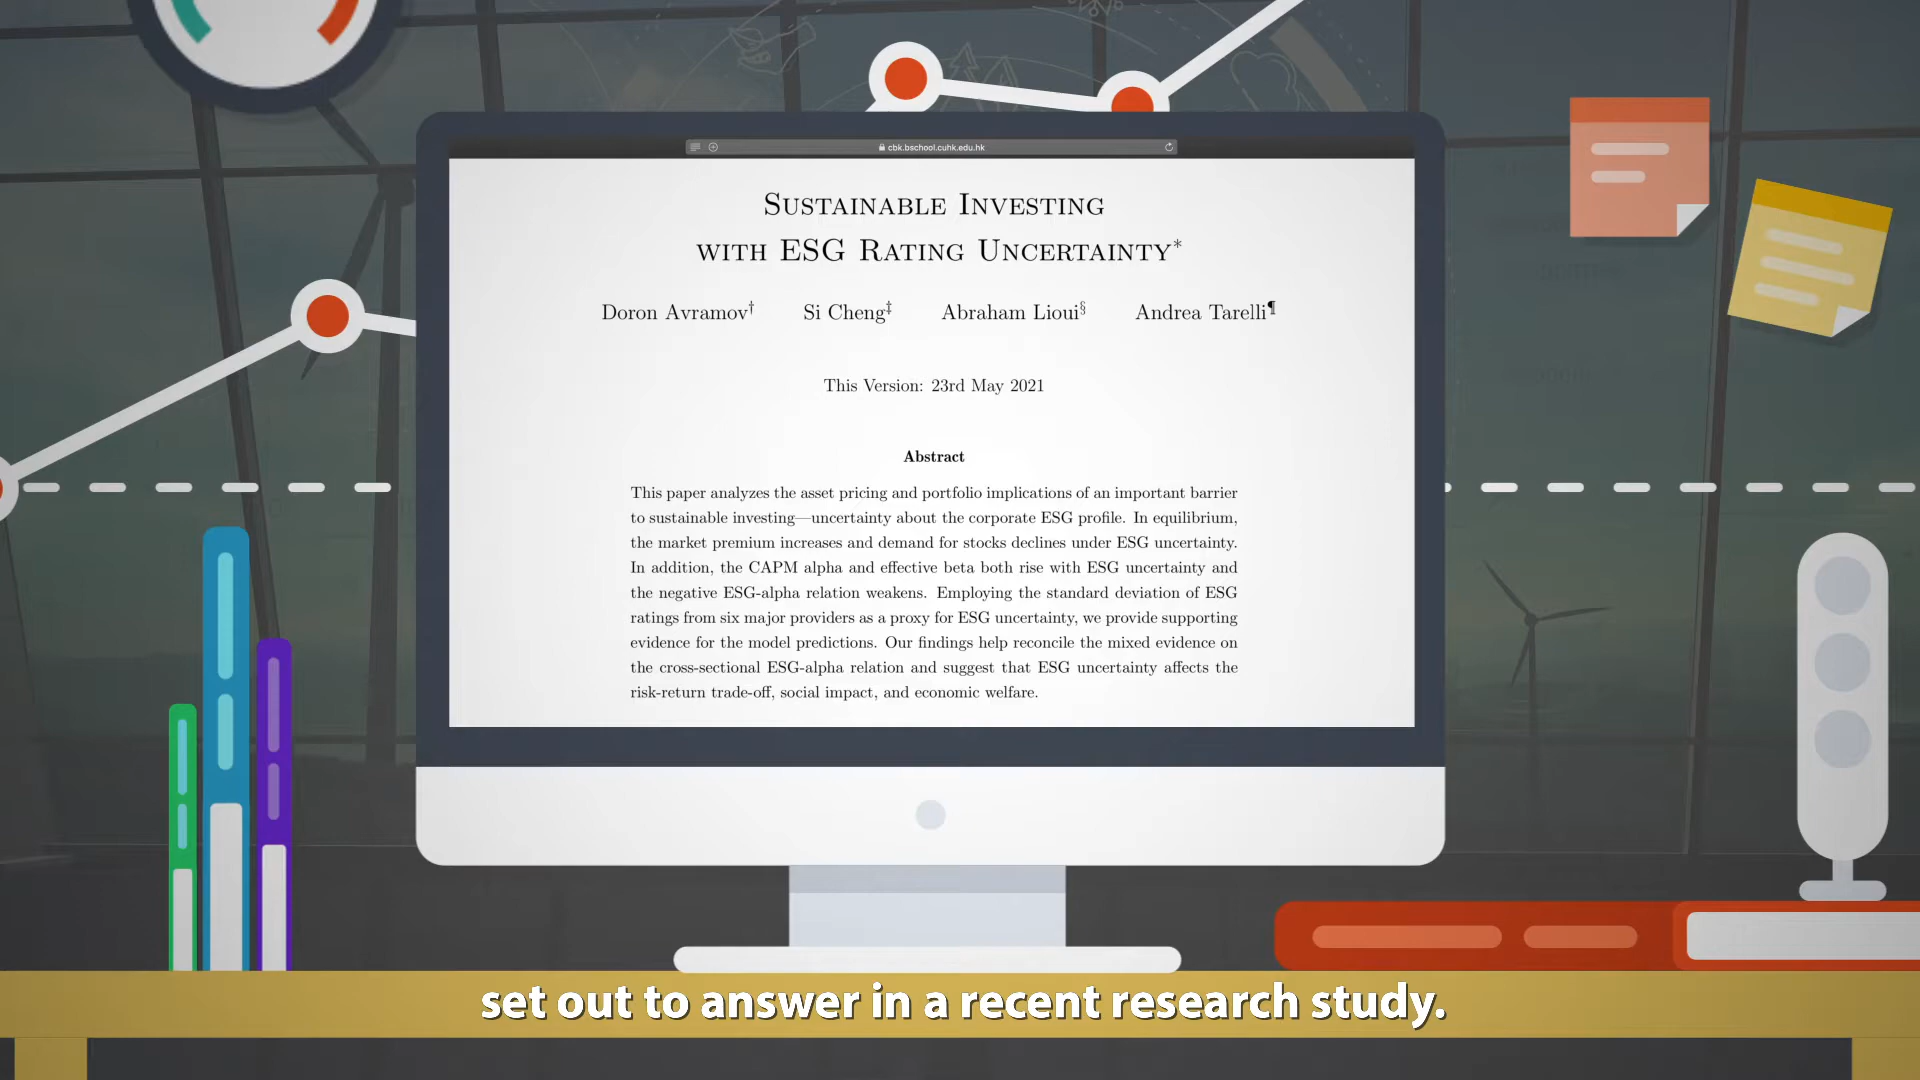 cbk.bschool.cuhk.edu.hk
Sustainable Investing
with ESG Rating Uncertainty*
Doron Avramov† Si Cheng‡ Abraham Lioui§ Andrea Tarelli¶
This Version: 23rd May 2021
Abstract
This paper analyzes the asset pricing and portfolio implications of an important barrier
to sustainable investing—uncertainty about the corporate ESG profile. In equilibrium,
the market premium increases and demand for stocks declines under ESG uncertainty.
In addition, the CAPM alpha and effective beta both rise with ESG uncertainty and
the negative ESG-alpha relation weakens. Employing the standard deviation of ESG
ratings from six major providers as a proxy for ESG uncertainty, we provide supporting
evidence for the model predictions. Our findings help reconcile the mixed evidence on
the cross-sectional ESG-alpha relation and suggest that ESG uncertainty affects the
risk-return trade-off, social impact, and economic welfare.
set out to answer in a recent research study.